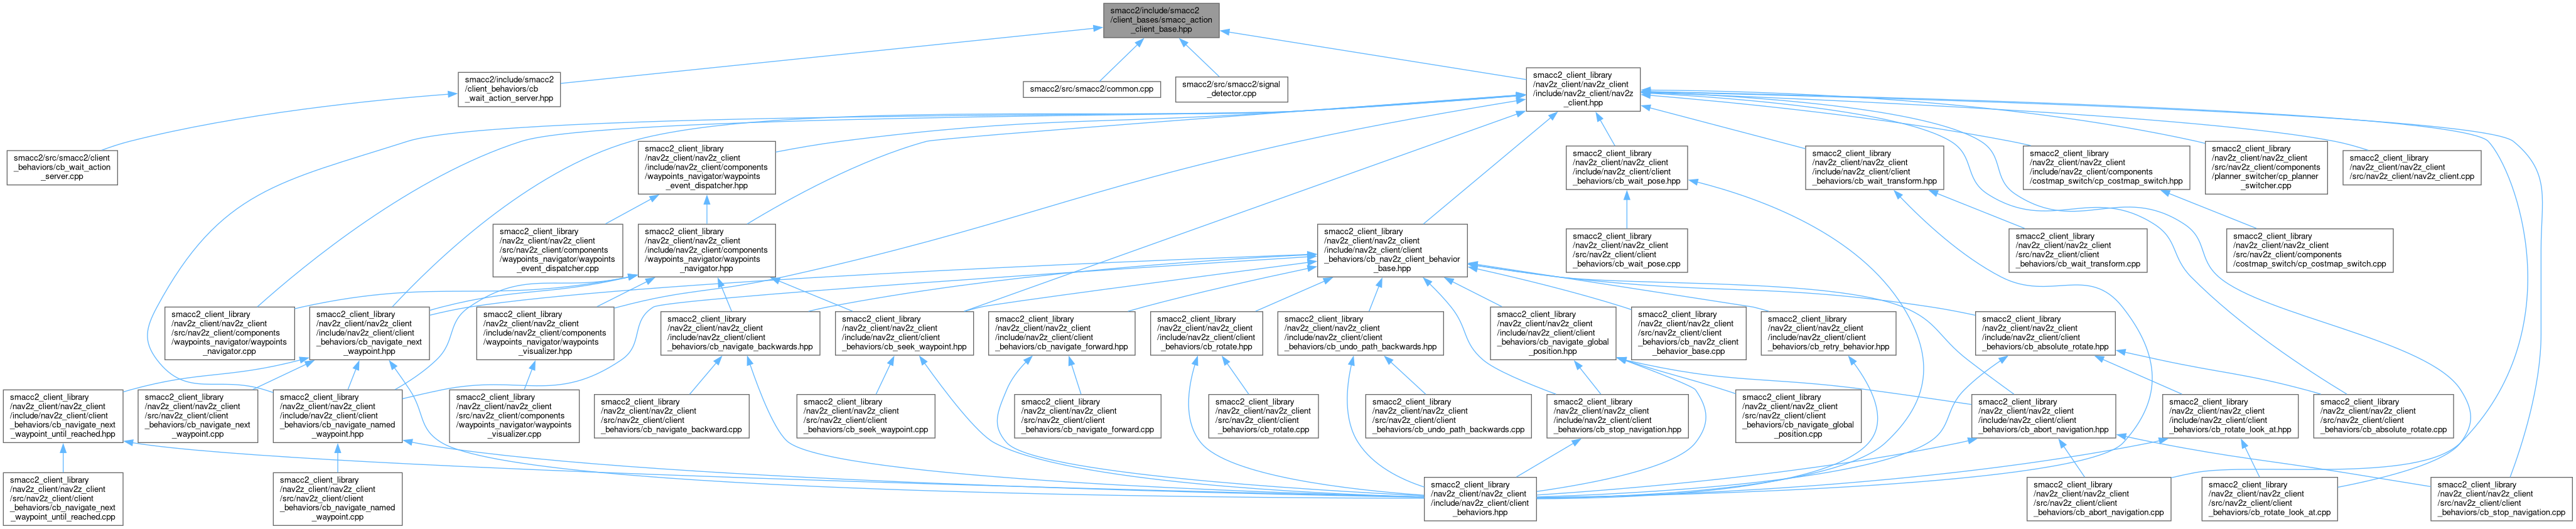 smacc2/include/smacc2
/client_bases/smacc_action
_client_base.hpp
smacc2/include/smacc2
/client_behaviors/cb
_wait_action_server.hpp
smacc2/src/smacc2/common.cpp
smacc2/src/smacc2/signal
_detector.cpp
smacc2_client_library
/nav2z_client/nav2z_client
/include/nav2z_client/nav2z
_client.hpp
smacc2/src/smacc2/client
_behaviors/cb_wait_action
_server.cpp
smacc2_client_library
/nav2z_client/nav2z_client
/include/nav2z_client/components
/waypoints_navigator/waypoints
_event_dispatcher.hpp
smacc2_client_library
/nav2z_client/nav2z_client
/include/nav2z_client/client
_behaviors/cb_wait_pose.hpp
smacc2_client_library
/nav2z_client/nav2z_client
/include/nav2z_client/client
_behaviors/cb_wait_transform.hpp
smacc2_client_library
/nav2z_client/nav2z_client
/include/nav2z_client/components
/costmap_switch/cp_costmap_switch.hpp
smacc2_client_library
/nav2z_client/nav2z_client
/src/nav2z_client/components
/planner_switcher/cp_planner
_switcher.cpp
smacc2_client_library
/nav2z_client/nav2z_client
/src/nav2z_client/nav2z_client.cpp
smacc2_client_library
/nav2z_client/nav2z_client
/src/nav2z_client/components
/waypoints_navigator/waypoints
_event_dispatcher.cpp
smacc2_client_library
/nav2z_client/nav2z_client
/include/nav2z_client/components
/waypoints_navigator/waypoints
_navigator.hpp
smacc2_client_library
/nav2z_client/nav2z_client
/include/nav2z_client/client
_behaviors/cb_nav2z_client_behavior
_base.hpp
smacc2_client_library
/nav2z_client/nav2z_client
/src/nav2z_client/client
_behaviors/cb_wait_pose.cpp
smacc2_client_library
/nav2z_client/nav2z_client
/src/nav2z_client/client
_behaviors/cb_wait_transform.cpp
smacc2_client_library
/nav2z_client/nav2z_client
/src/nav2z_client/components
/costmap_switch/cp_costmap_switch.cpp
smacc2_client_library
/nav2z_client/nav2z_client
/src/nav2z_client/components
/waypoints_navigator/waypoints
_navigator.cpp
smacc2_client_library
/nav2z_client/nav2z_client
/include/nav2z_client/client
_behaviors/cb_navigate_next
_waypoint.hpp
smacc2_client_library
/nav2z_client/nav2z_client
/include/nav2z_client/components
/waypoints_navigator/waypoints
_visualizer.hpp
smacc2_client_library
/nav2z_client/nav2z_client
/include/nav2z_client/client
_behaviors/cb_navigate_backwards.hpp
smacc2_client_library
/nav2z_client/nav2z_client
/include/nav2z_client/client
_behaviors/cb_seek_waypoint.hpp
smacc2_client_library
/nav2z_client/nav2z_client
/include/nav2z_client/client
_behaviors/cb_navigate_forward.hpp
smacc2_client_library
/nav2z_client/nav2z_client
/include/nav2z_client/client
_behaviors/cb_rotate.hpp
smacc2_client_library
/nav2z_client/nav2z_client
/include/nav2z_client/client
_behaviors/cb_undo_path_backwards.hpp
smacc2_client_library
/nav2z_client/nav2z_client
/include/nav2z_client/client
_behaviors/cb_navigate_global
_position.hpp
smacc2_client_library
/nav2z_client/nav2z_client
/src/nav2z_client/client
_behaviors/cb_nav2z_client
_behavior_base.cpp
smacc2_client_library
/nav2z_client/nav2z_client
/include/nav2z_client/client
_behaviors/cb_retry_behavior.hpp
smacc2_client_library
/nav2z_client/nav2z_client
/include/nav2z_client/client
_behaviors/cb_absolute_rotate.hpp
smacc2_client_library
/nav2z_client/nav2z_client
/include/nav2z_client/client
_behaviors/cb_navigate_next
_waypoint_until_reached.hpp
smacc2_client_library
/nav2z_client/nav2z_client
/src/nav2z_client/client
_behaviors/cb_navigate_next
_waypoint.cpp
smacc2_client_library
/nav2z_client/nav2z_client
/include/nav2z_client/client
_behaviors/cb_navigate_named
_waypoint.hpp
smacc2_client_library
/nav2z_client/nav2z_client
/src/nav2z_client/components
/waypoints_navigator/waypoints
_visualizer.cpp
smacc2_client_library
/nav2z_client/nav2z_client
/src/nav2z_client/client
_behaviors/cb_navigate_backward.cpp
smacc2_client_library
/nav2z_client/nav2z_client
/src/nav2z_client/client
_behaviors/cb_seek_waypoint.cpp
smacc2_client_library
/nav2z_client/nav2z_client
/src/nav2z_client/client
_behaviors/cb_navigate_forward.cpp
smacc2_client_library
/nav2z_client/nav2z_client
/src/nav2z_client/client
_behaviors/cb_rotate.cpp
smacc2_client_library
/nav2z_client/nav2z_client
/src/nav2z_client/client
_behaviors/cb_undo_path_backwards.cpp
smacc2_client_library
/nav2z_client/nav2z_client
/include/nav2z_client/client
_behaviors/cb_stop_navigation.hpp
smacc2_client_library
/nav2z_client/nav2z_client
/src/nav2z_client/client
_behaviors/cb_navigate_global
_position.cpp
smacc2_client_library
/nav2z_client/nav2z_client
/include/nav2z_client/client
_behaviors/cb_abort_navigation.hpp
smacc2_client_library
/nav2z_client/nav2z_client
/include/nav2z_client/client
_behaviors/cb_rotate_look_at.hpp
smacc2_client_library
/nav2z_client/nav2z_client
/src/nav2z_client/client
_behaviors/cb_absolute_rotate.cpp
smacc2_client_library
/nav2z_client/nav2z_client
/src/nav2z_client/client
_behaviors/cb_navigate_next
_waypoint_until_reached.cpp
smacc2_client_library
/nav2z_client/nav2z_client
/src/nav2z_client/client
_behaviors/cb_navigate_named
_waypoint.cpp
smacc2_client_library
/nav2z_client/nav2z_client
/include/nav2z_client/client
_behaviors.hpp
smacc2_client_library
/nav2z_client/nav2z_client
/src/nav2z_client/client
_behaviors/cb_abort_navigation.cpp
smacc2_client_library
/nav2z_client/nav2z_client
/src/nav2z_client/client
_behaviors/cb_rotate_look_at.cpp
smacc2_client_library
/nav2z_client/nav2z_client
/src/nav2z_client/client
_behaviors/cb_stop_navigation.cpp